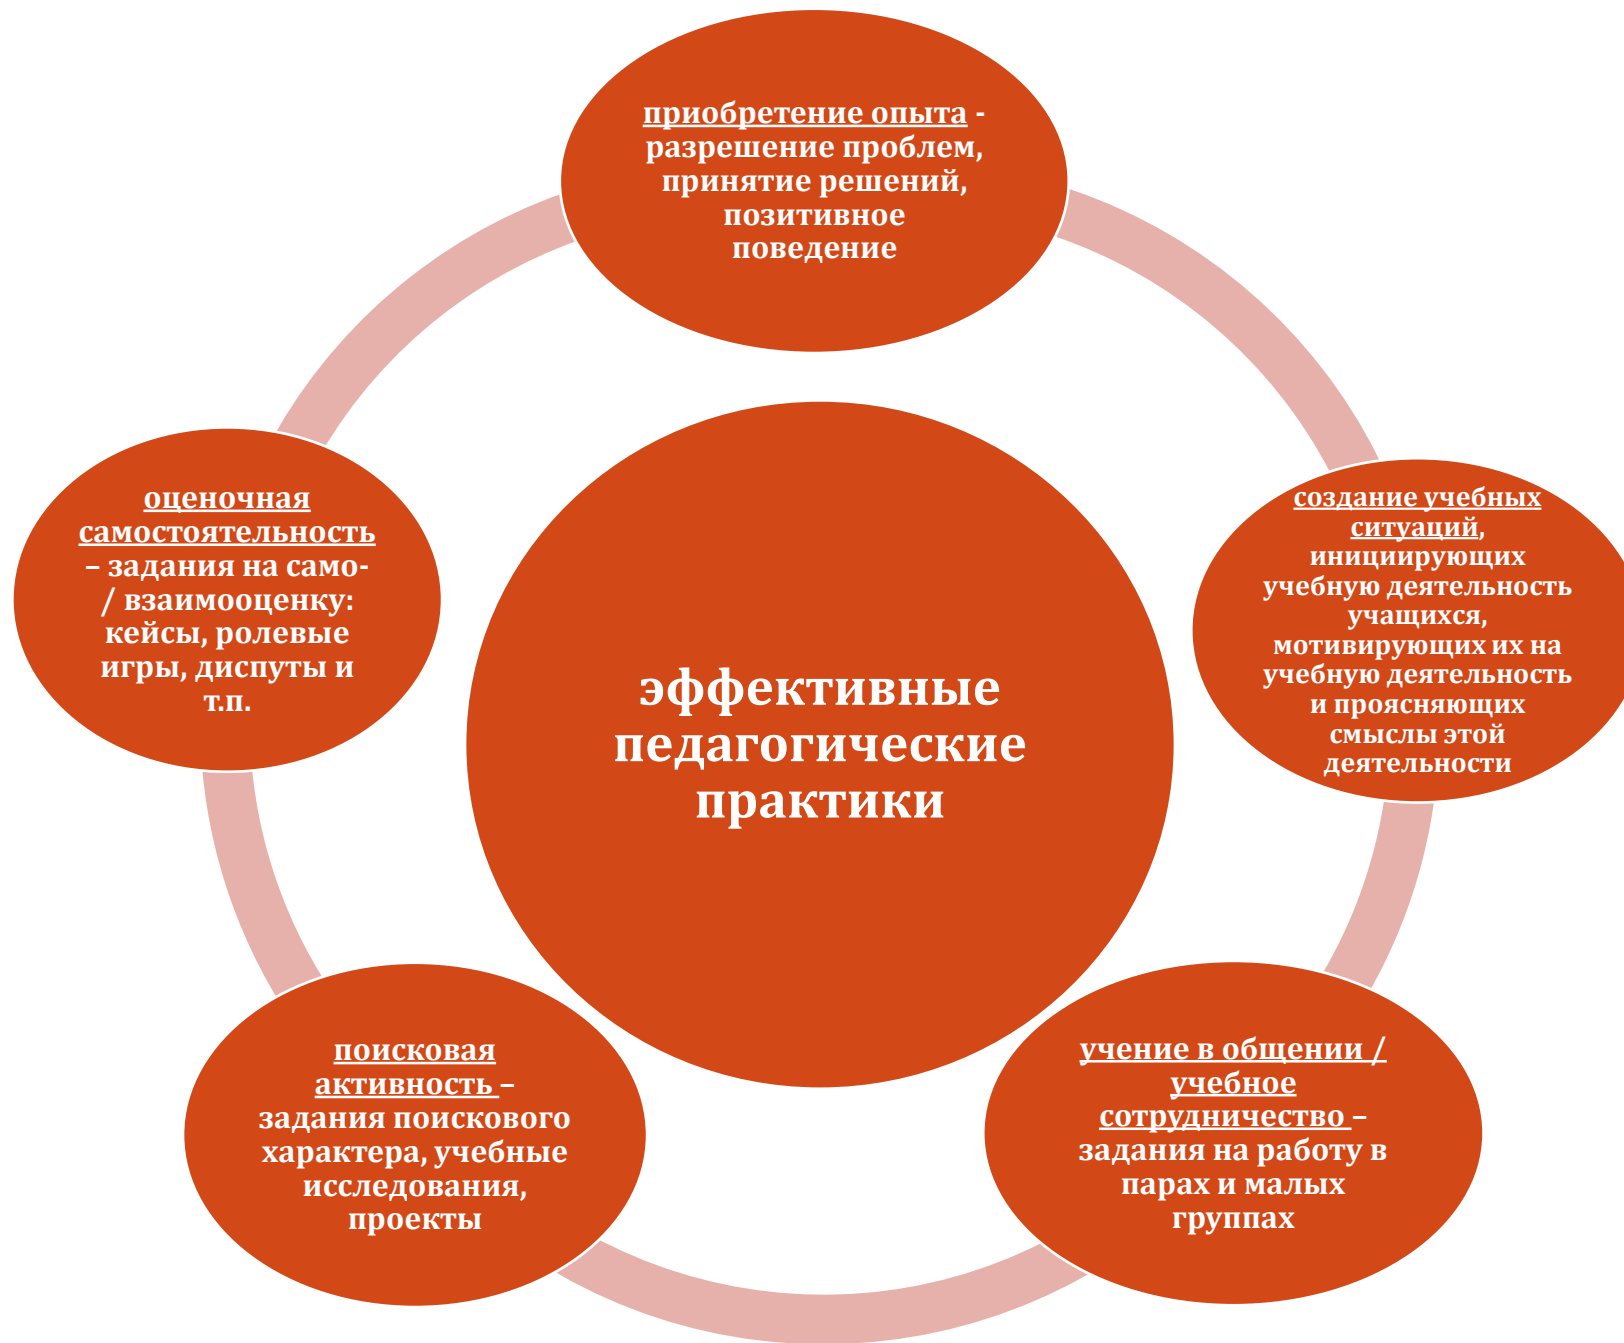 приобретение опыта -
разрешение проблем,
принятие решений,
позитивное
поведение
создание учебных
ситуаций,
инициирующих
учебную деятельность
учащихся,
мотивирующих их на
учебную деятельность
и проясняющих
смыслы этой
деятельности
учение в общении /
учебное
сотрудничество –
задания на работу в
парах и малых
группах
поисковая
активность –
задания поискового
характера, учебные
исследования,
проекты
оценочная
самостоятельность
– задания на само-
/ взаимооценку:
кейсы, ролевые
игры, диспуты и
т.п.
эффективные
педагогические
практики